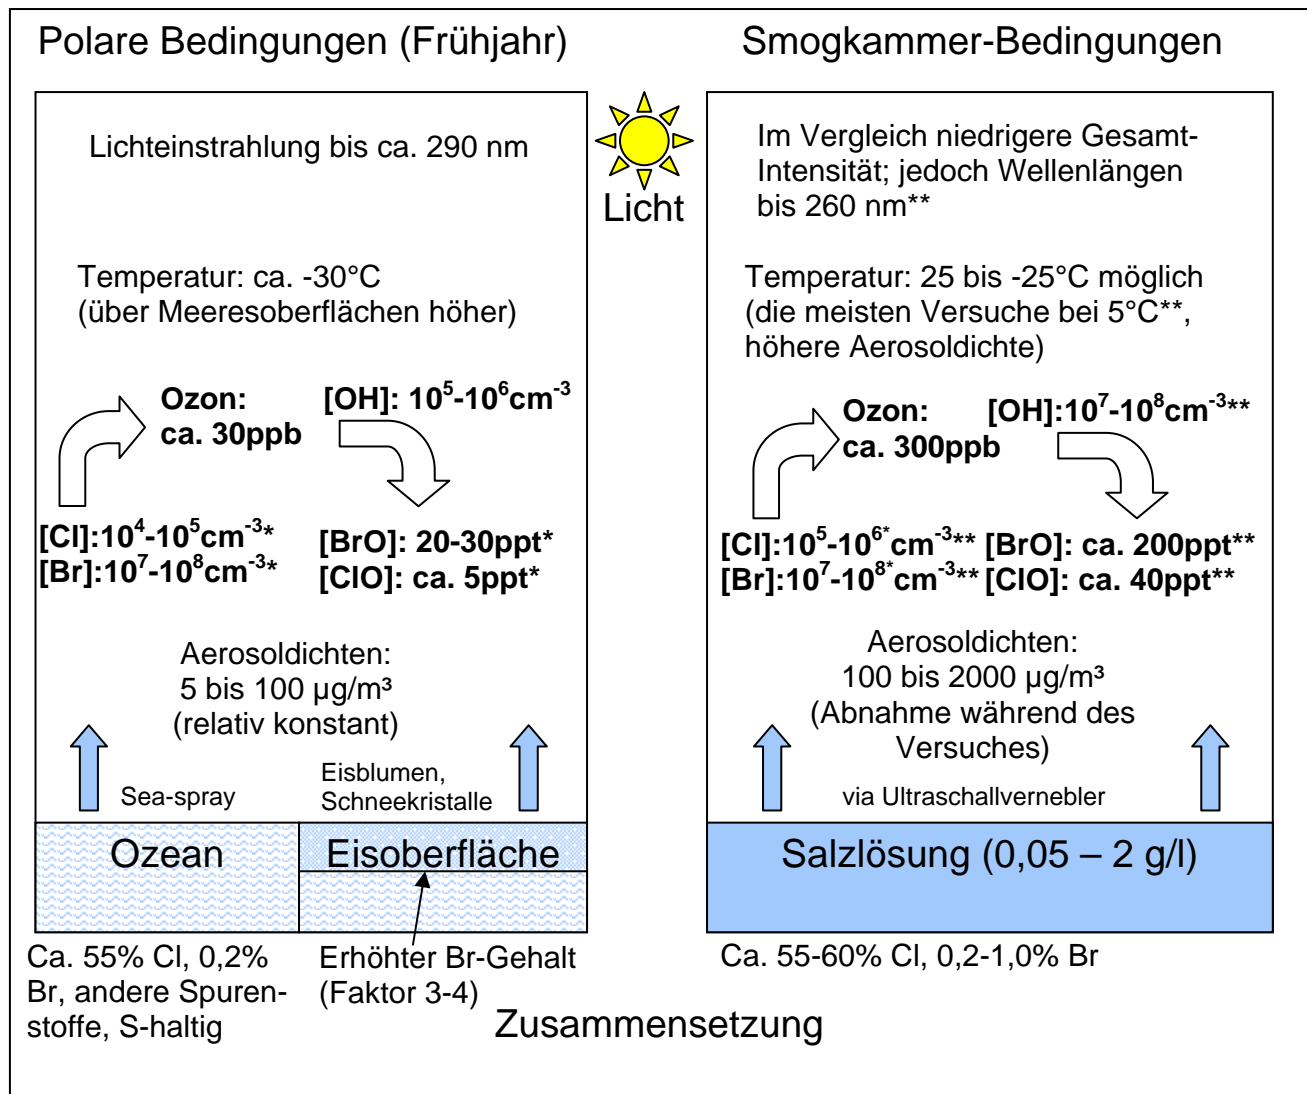 Polare Bedingungen (Frühjahr)
Lichteinstrahlung bis ca. 290 nm
Temperatur: ca. -30°C
(über Meeresoberflächen höher)
Ozon:
ca. 30ppb
[OH]: 10⁵-10⁶cm⁻³
[Cl]:10⁴-10⁵cm⁻³*
[Br]:10⁷-10⁸cm⁻³*
[BrO]: 20-30ppt*
[ClO]: ca. 5ppt*
Aerosoldichten:
5 bis 100 µg/m³
(relativ konstant)
Sea-spray
Eisblumen,
Schneekristalle
Ozean
Eisoberfläche
Ca. 55% Cl, 0,2%
Br, andere Spuren-
stoffe, S-haltig
Erhöhter Br-Gehalt
(Faktor 3-4)
Licht
Smogkammer-Bedingungen
Im Vergleich niedrigere Gesamt-
Intensität; jedoch Wellenlängen
bis 260 nm**
Temperatur: 25 bis -25°C möglich
(die meisten Versuche bei 5°C**,
höhere Aerosoldichte)
Ozon:
ca. 300ppb
[OH]:10⁷-10⁸cm⁻³**
[Cl]:10⁵-10⁶*cm⁻³**
[Br]:10⁷-10⁸*cm⁻³**
[BrO]: ca. 200ppt**
[ClO]: ca. 40ppt**
Aerosoldichten:
100 bis 2000 µg/m³
(Abnahme während des
Versuches)
via Ultraschallvernebler
Salzlösung (0,05 – 2 g/l)
Ca. 55-60% Cl, 0,2-1,0% Br
Zusammensetzung